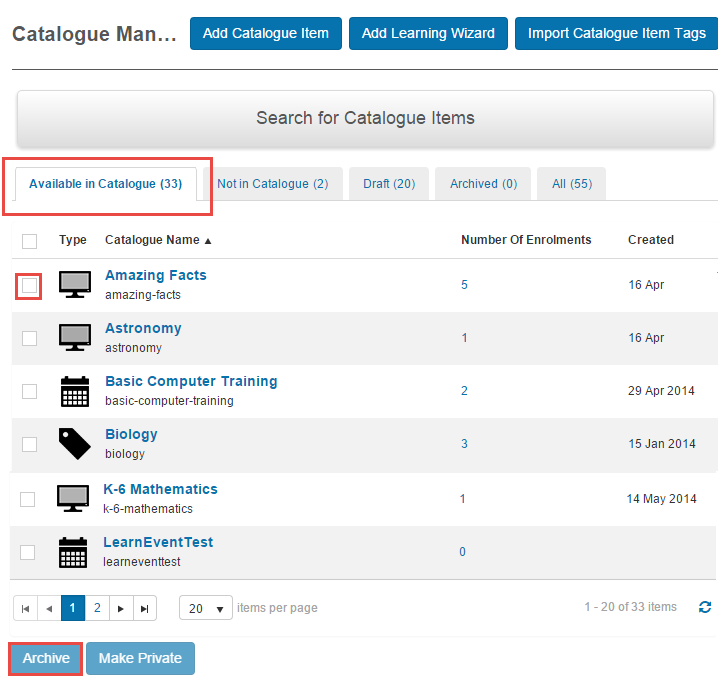 Catalogue Man... Add Catalogue Item Add Learning Wizard Import Catalogue Item Tags
Search for Catalogue Items
Available in Catalogue (33) Not in Catalogue (2) Draft (20) Archived (0) All (55)
Type Catalogue Name ▲ Number Of Enrolments Created
Amazing Facts 5 16 Apr
amazing-facts
Astronomy 1 16 Apr
astronomy
Basic Computer Training 2 29 Apr 2014
basic-computer-training
Biology 3 15 Jan 2014
biology
K-6 Mathematics 1 14 May 2014
k-6-mathematics
LearnEventTest 0
learneventtest
1 2 20 items per page 1 - 20 of 33 items
Archive Make Private